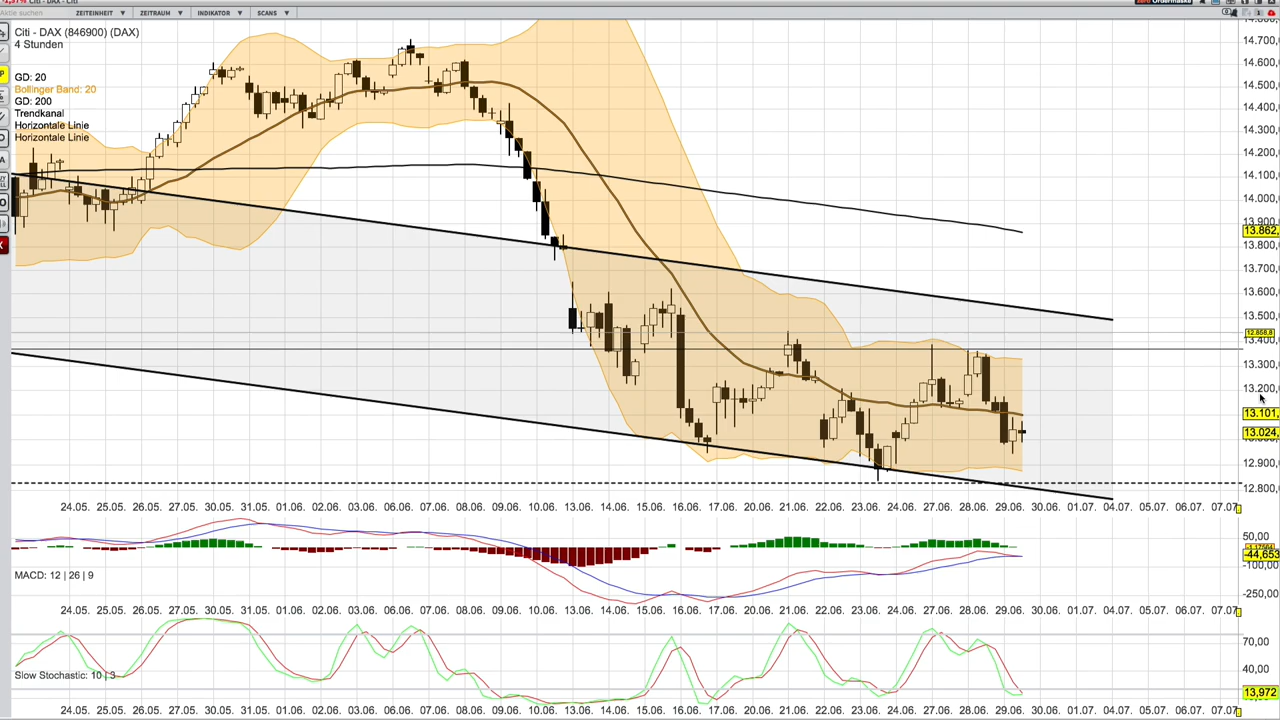 -1,97% Citi - DAX - Citi
Ordermaske
Aktie suchen
ZEITEINHEIT ▼ ZEITRAUM ▼ INDIKATOR ▼ SCANS ▼
Citi - DAX (846900) (DAX)
4 Stunden
GD: 20
Bollinger Band: 20
GD: 200
Trendkanal
Horizontale Linie
Horizontale Linie
14.700,
14.600,
14.500,
14.400,
14.300,
14.200,
14.100,
14.000,
13.900,
13.862,
13.800,
13.700,
13.600,
13.500,
13.400,
13.300,
13.200,
13.101,
13.024,
12.900,
12.800,
24.05. 25.05. 26.05. 27.05. 30.05. 31.05. 01.06. 02.06. 03.06. 06.06. 07.06. 08.06. 09.06. 10.06. 13.06. 14.06. 15.06. 16.06. 17.06. 20.06. 21.06. 22.06. 23.06. 24.06. 27.06. 28.06. 29.06. 30.06. 01.07. 04.07. 05.07. 06.07. 07.07
50,00
-44,653
-100,00
MACD: 12 | 26 | 9
-250,00
24.05. 25.05. 26.05. 27.05. 30.05. 31.05. 01.06. 02.06. 03.06. 06.06. 07.06. 08.06. 09.06. 10.06. 13.06. 14.06. 15.06. 16.06. 17.06. 20.06. 21.06. 22.06. 23.06. 24.06. 27.06. 28.06. 29.06. 30.06. 01.07. 04.07. 05.07. 06.07. 07.07
70,00
40,00
Slow Stochastic: 10 | 3
13,972
24.05. 25.05. 26.05. 27.05. 30.05. 31.05. 01.06. 02.06. 03.06. 06.06. 07.06. 08.06. 09.06. 10.06. 13.06. 14.06. 15.06. 16.06. 17.06. 20.06. 21.06. 22.06. 23.06. 24.06. 27.06. 28.06. 29.06. 30.06. 01.07. 04.07. 05.07. 06.07. 07.07